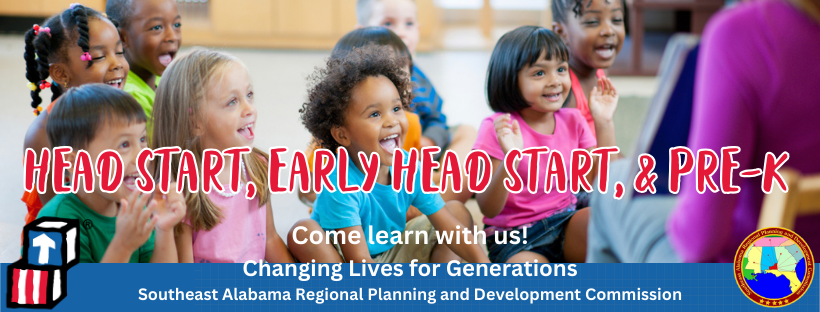 HEAD START, EARLY HEAD START, & PRE-K
Come learn with us!
Changing Lives for Generations
Southeast Alabama Regional Planning and Development Commission
®